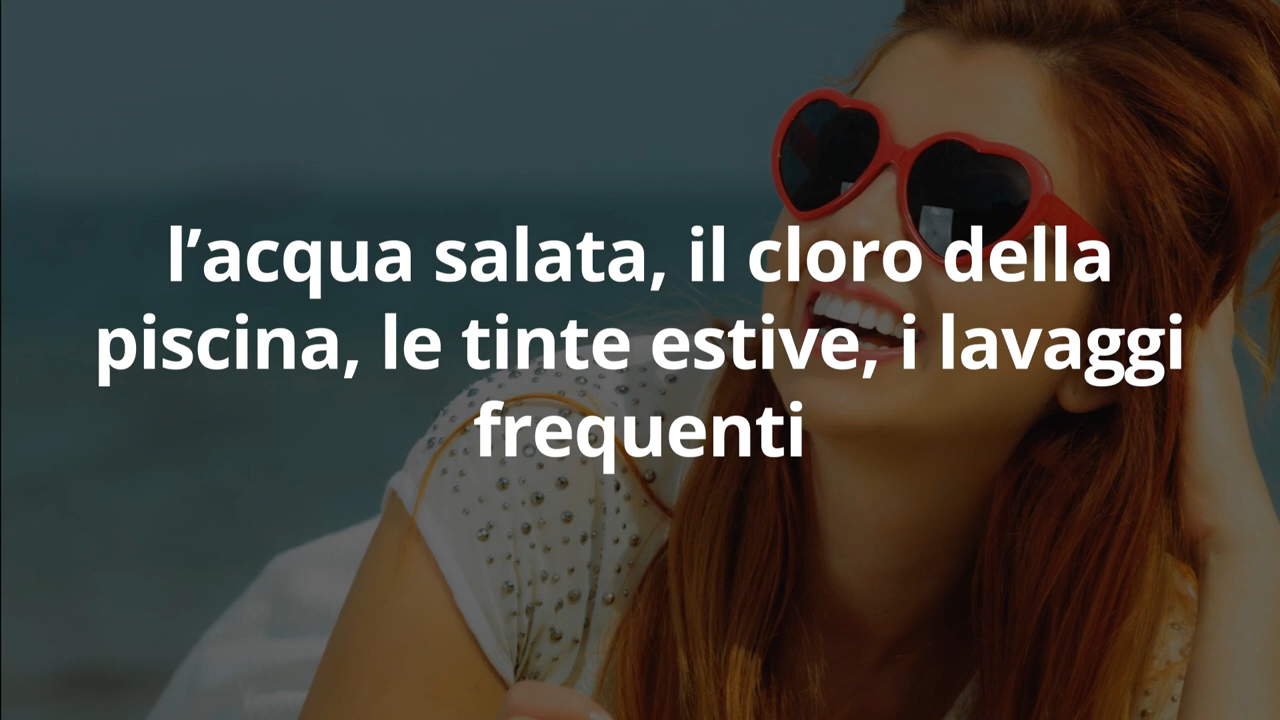 l’acqua salata, il cloro della
piscina, le tinte estive, i lavaggi
frequenti